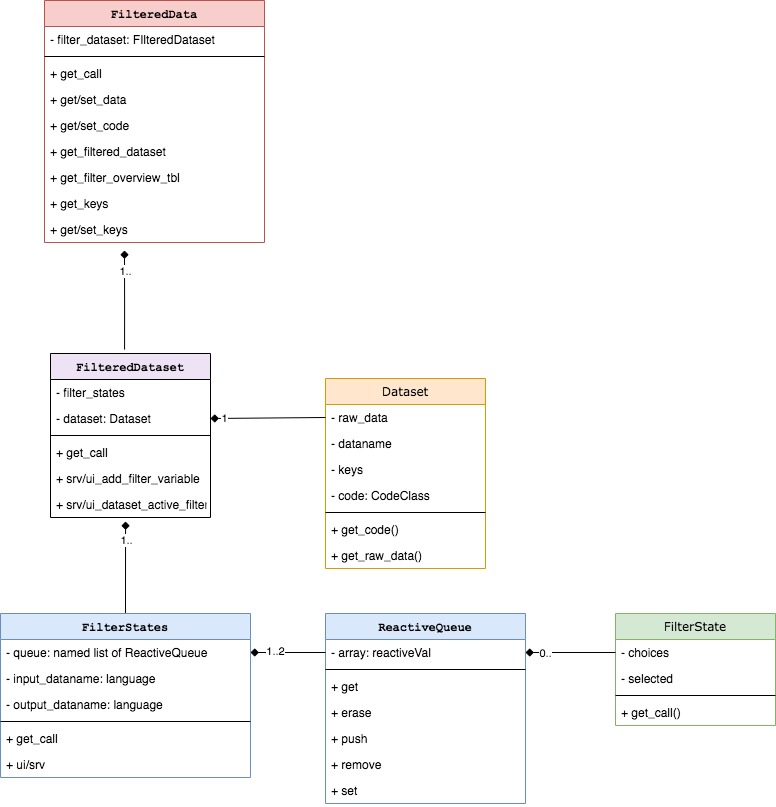 FilteredData
- filter_dataset: FIlteredDataset
+ get_call
+ get/set_data
+ get/set_code
+ get_filtered_dataset
+ get_filter_overview_tbl
+ get_keys
+ get/set_keys
1..
FilteredDataset
- filter_states
- dataset: Dataset
+ get_call
+ srv/ui_add_filter_variable
+ srv/ui_dataset_active_filter
1
Dataset
- raw_data
- dataname
- keys
- code: CodeClass
+ get_code()
+ get_raw_data()
1..
FilterStates
- queue: named list of ReactiveQueue
- input_dataname: language
- output_dataname: language
+ get_call
+ ui/srv
1..2
ReactiveQueue
- array: reactiveVal
+ get
+ erase
+ push
+ remove
+ set
0..
FilterState
- choices
- selected
+ get_call()